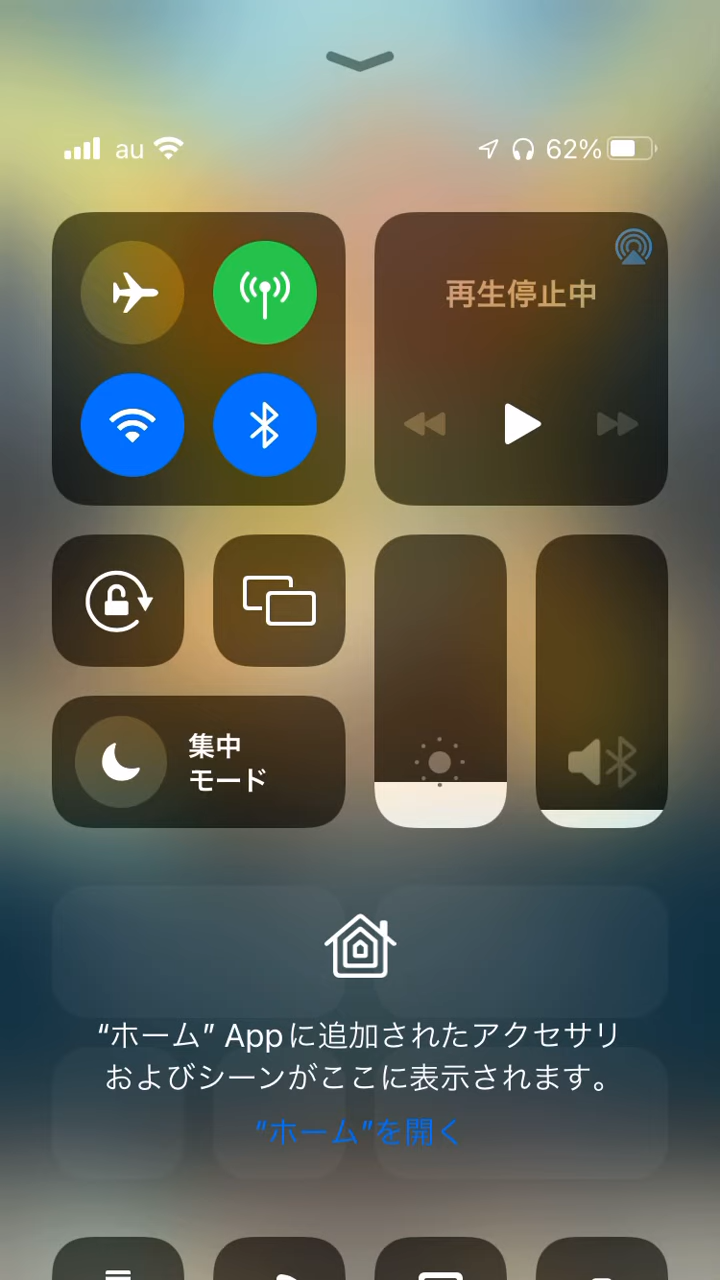 au 62%
再生停止中
集中
モード
“ホーム” Appに追加されたアクセサリ
およびシーンがここに表示されます。
“ホーム”を開く